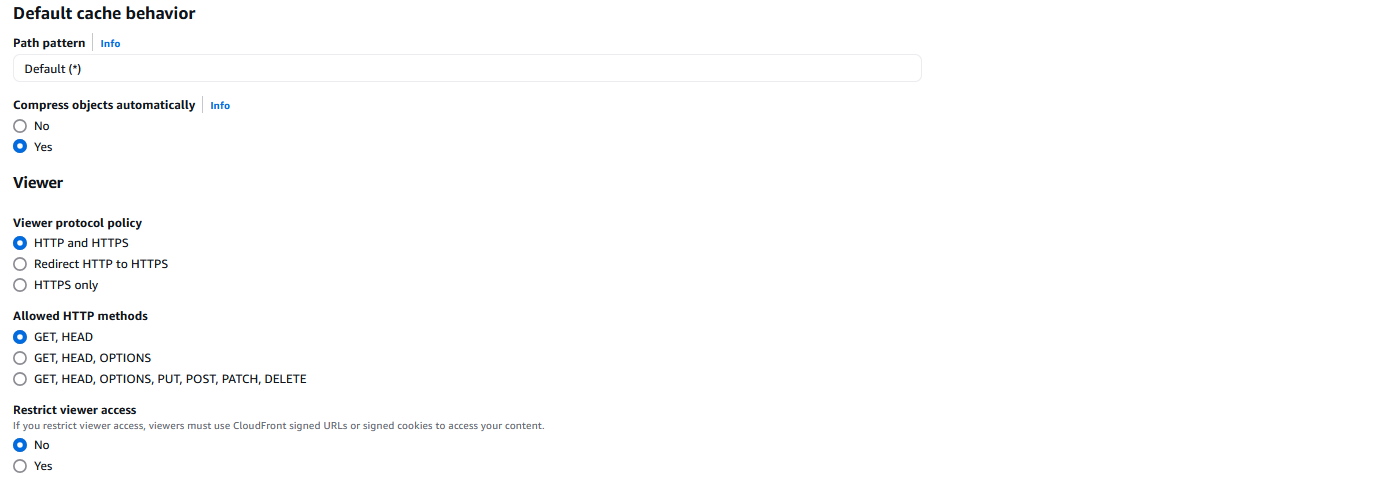 Default cache behavior
Path pattern Info
Default (*)
Compress objects automatically Info
No
Yes
Viewer
Viewer protocol policy
HTTP and HTTPS
Redirect HTTP to HTTPS
HTTPS only
Allowed HTTP methods
GET, HEAD
GET, HEAD, OPTIONS
GET, HEAD, OPTIONS, PUT, POST, PATCH, DELETE
Restrict viewer access
If you restrict viewer access, viewers must use CloudFront signed URLs or signed cookies to access your content.
No
Yes